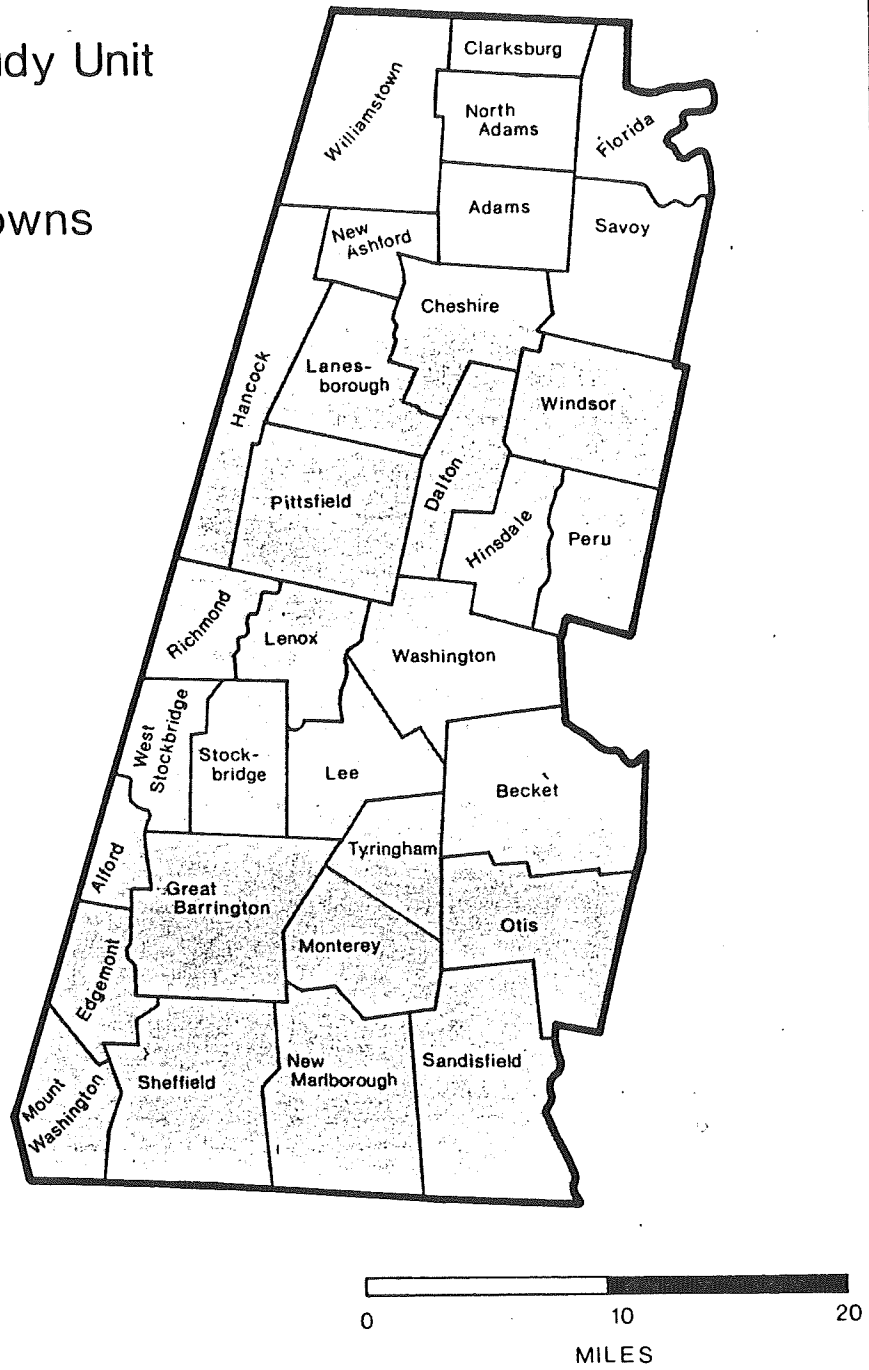 dy Unit
owns
Clarksburg
Williamstown
North
Adams
Florida
Adams
Savoy
New
Ashford
Cheshire
Hancock
Lanes-
borough
Windsor
Pittsfield
Dalton
Hinsdale
Peru
Richmond
Lenox
Washington
West
Stockbridge
Stock-
bridge
Lee
Becket
Tyringham
Alford
Great
Barrington
Otis
Monterey
Edgemont
Mount
Washington
Sheffield
New
Marlborough
Sandisfield
0
10
20
MILES